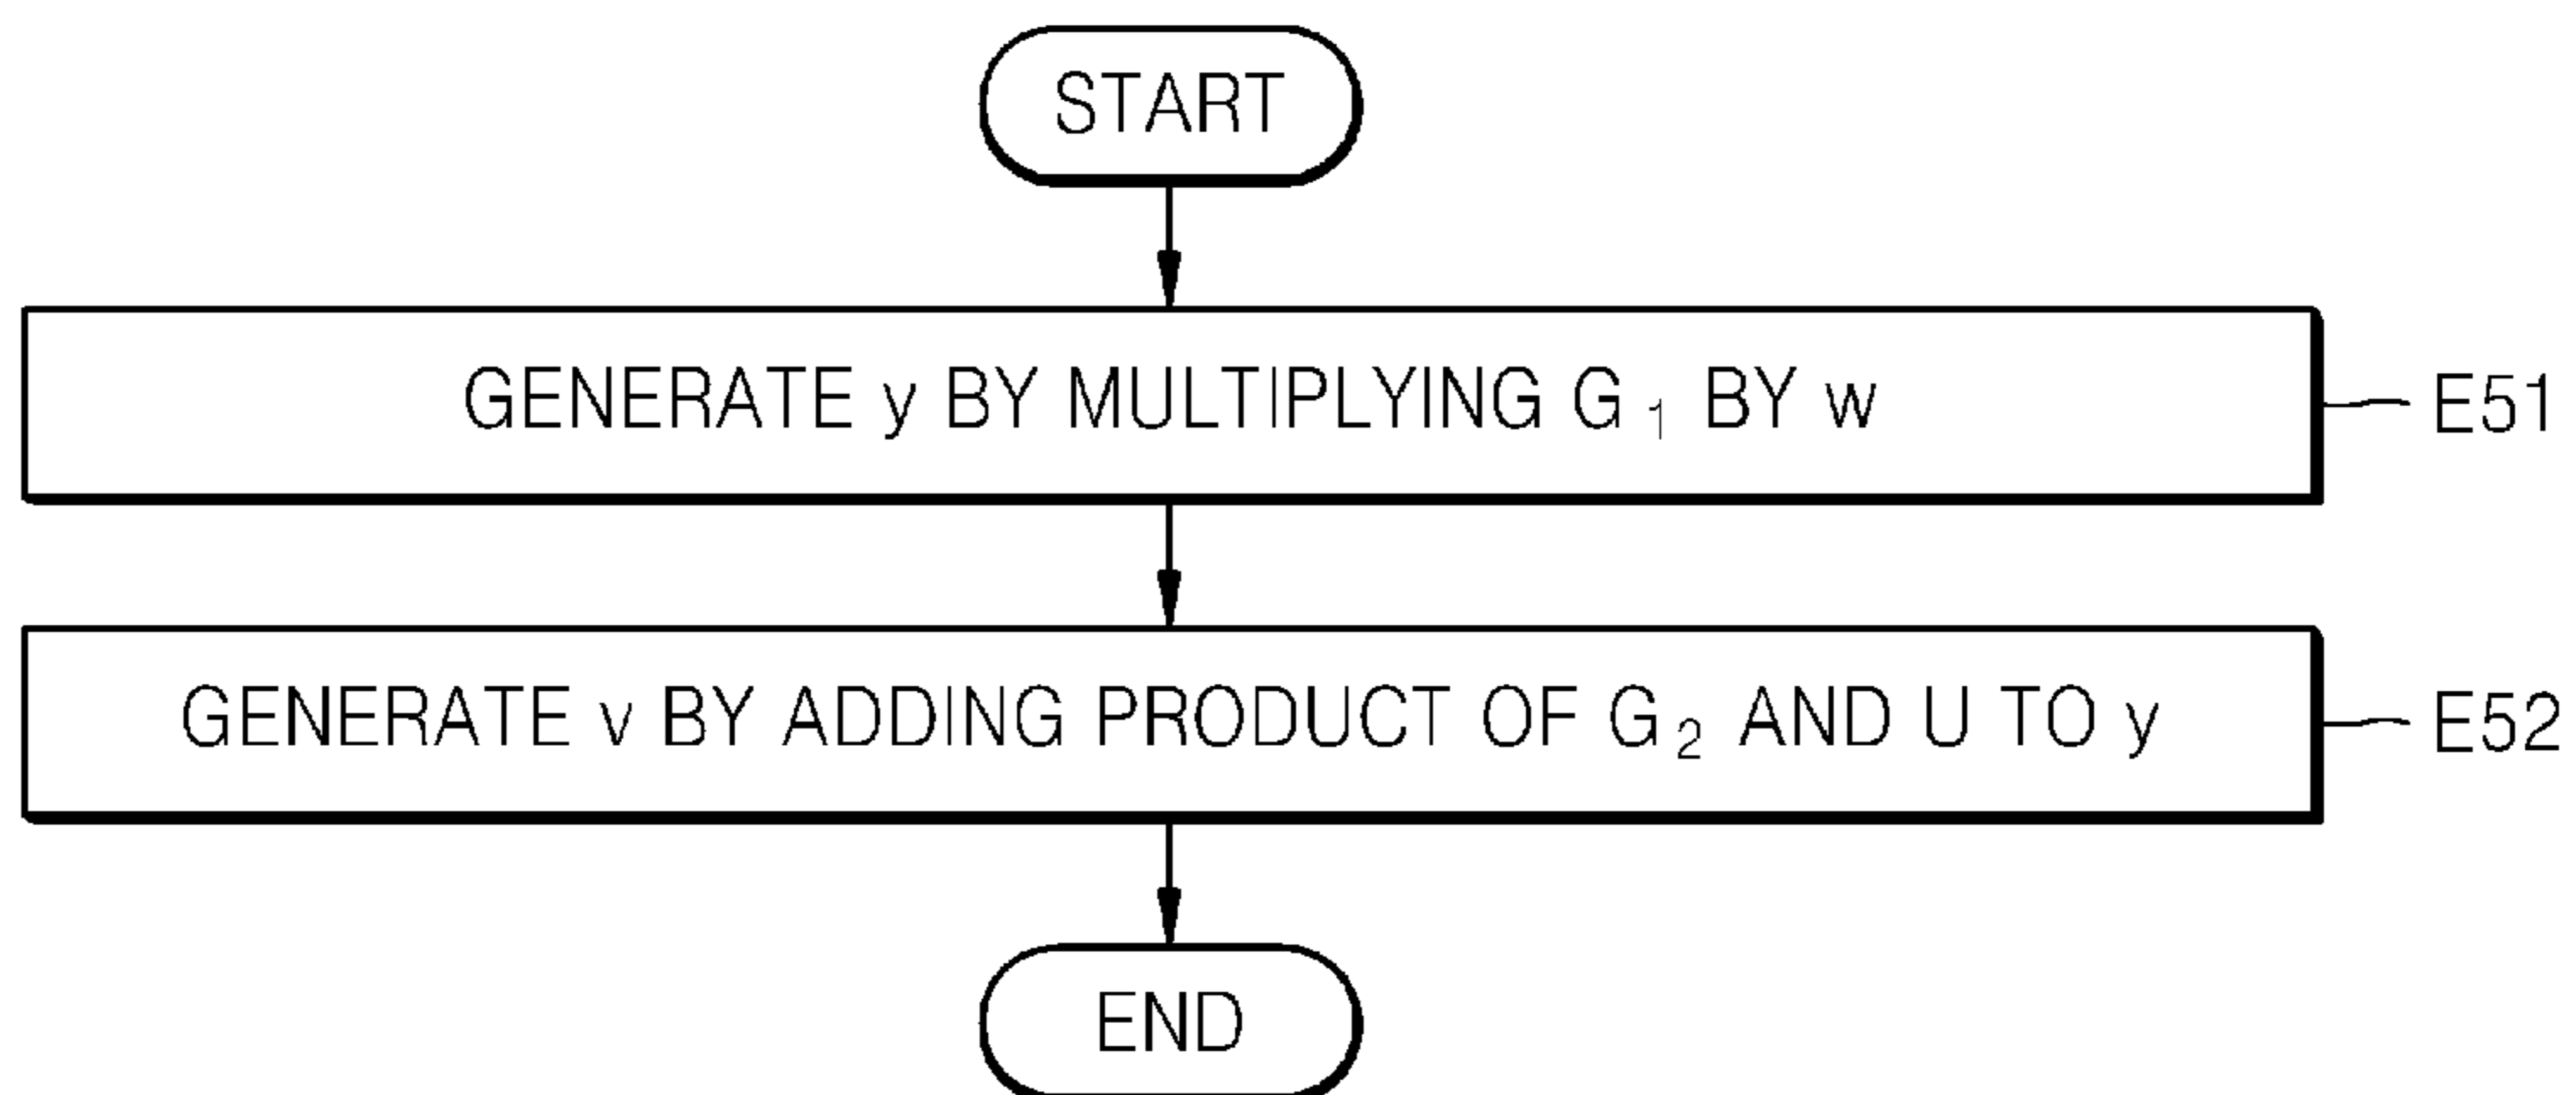 START
GENERATE y BY MULTIPLYING G₁ BY w
E51
GENERATE v BY ADDING PRODUCT OF G₂ AND U TO y
E52
END